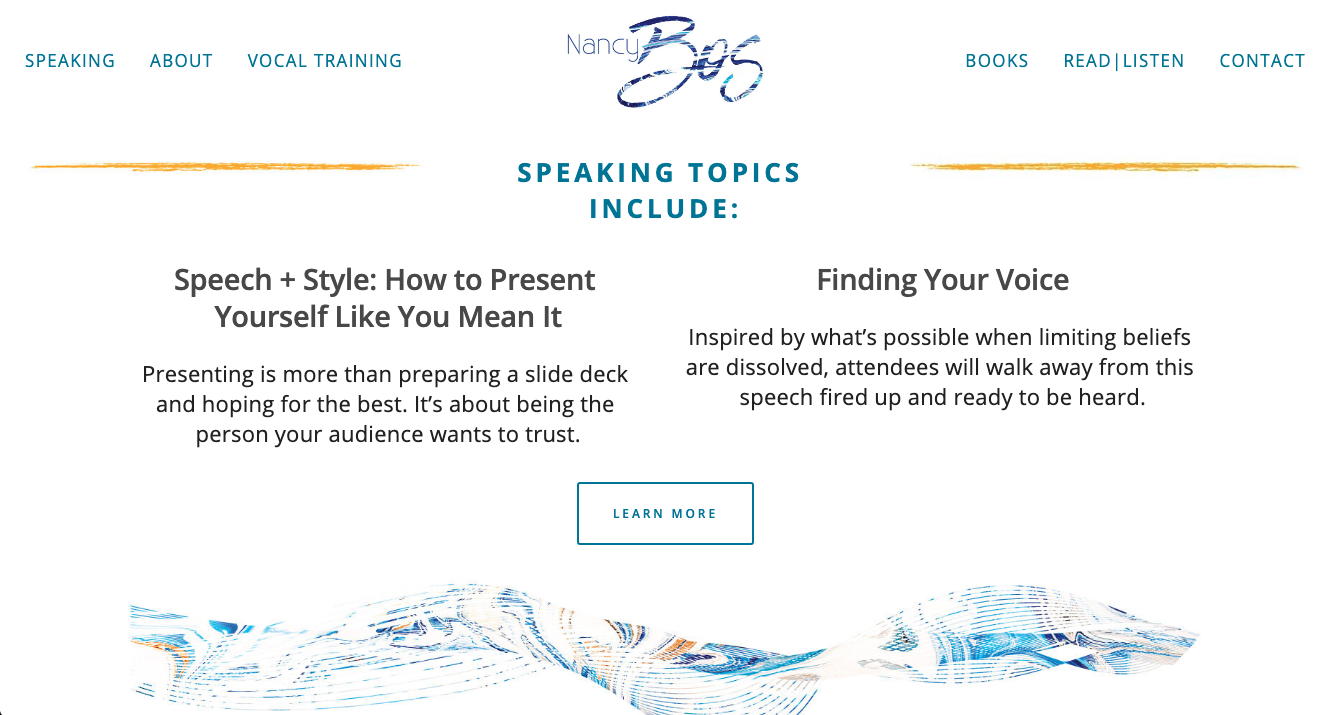 SPEAKING ABOUT VOCAL TRAINING
Nancy Bos
BOOKS READ|LISTEN CONTACT
SPEAKING TOPICS
INCLUDE:
Speech + Style: How to Present
Yourself Like You Mean It
Presenting is more than preparing a slide deck
and hoping for the best. It’s about being the
person your audience wants to trust.
Finding Your Voice
Inspired by what’s possible when limiting beliefs
are dissolved, attendees will walk away from this
speech fired up and ready to be heard.
LEARN MORE